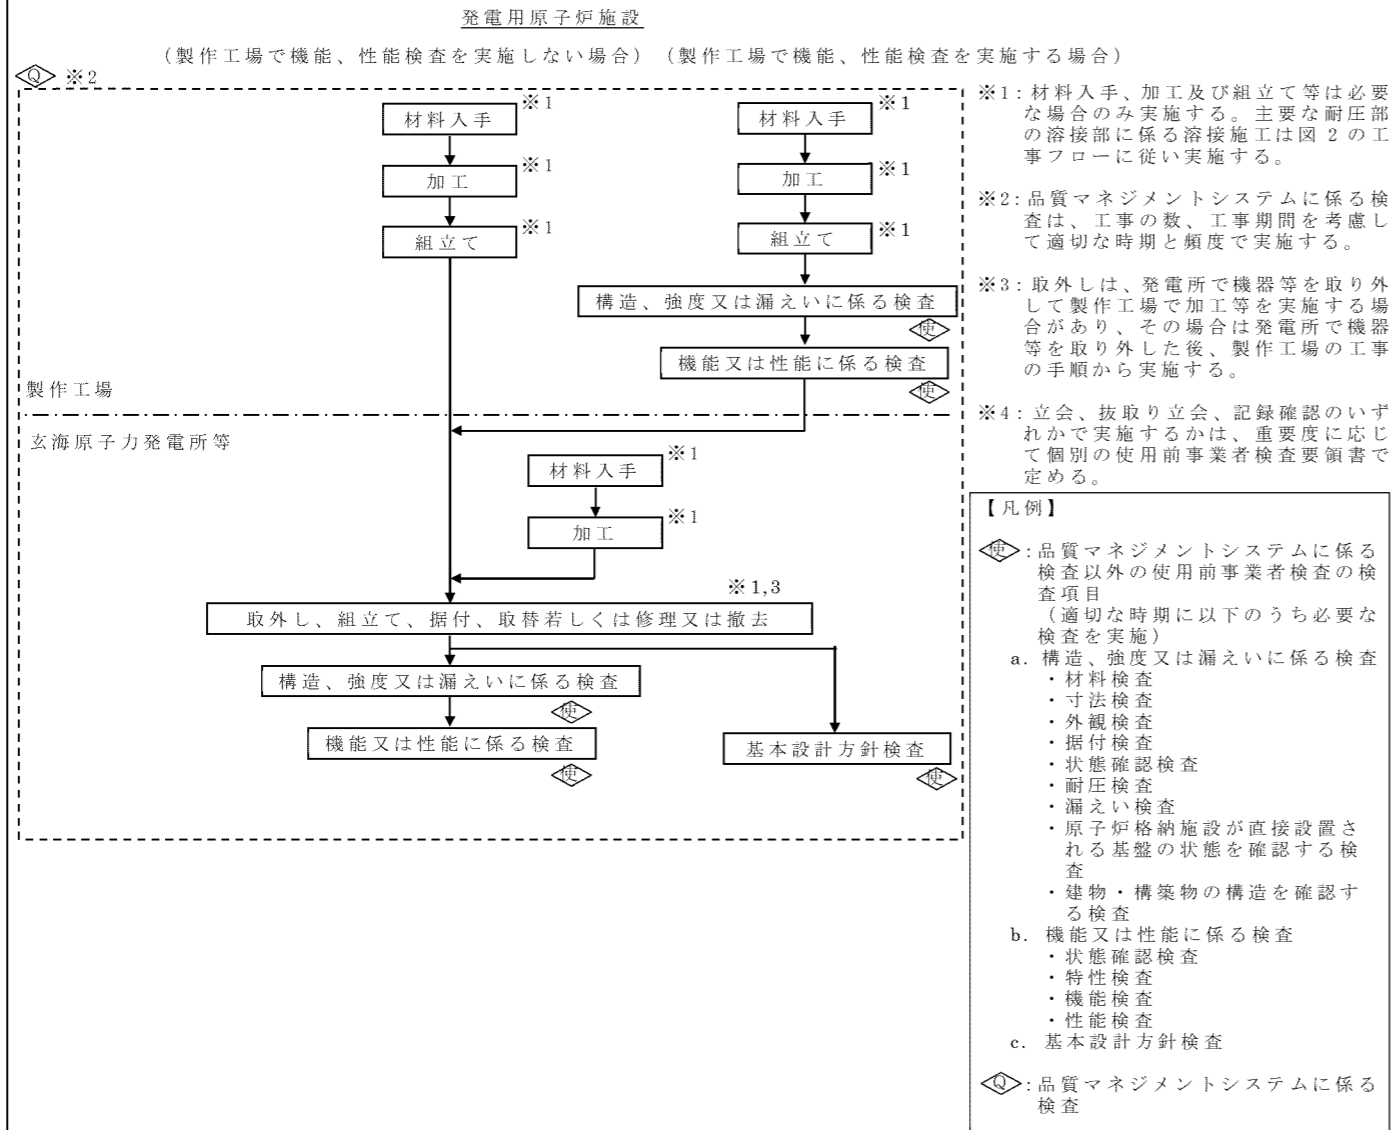 発電用原子炉施設
（製作工場で機能、性能検査を実施しない場合）（製作工場で機能、性能検査を実施する場合）
Q ※2
材料入手 ※1
加工 ※1
組立て ※1
材料入手 ※1
加工 ※1
組立て ※1
構造、強度又は漏えいに係る検査
使
機能又は性能に係る検査
使
製作工場
玄海原子力発電所等
材料入手 ※1
加工 ※1
※1,3
取外し、組立て、据付、取替若しくは修理又は撤去
構造、強度又は漏えいに係る検査
使
機能又は性能に係る検査
使
基本設計方針検査
使
※1：材料入手、加工及び組立て等は必要
な場合のみ実施する。主要な耐圧部
の溶接部に係る溶接施工は図 2 の工
事フローに従い実施する。
※2：品質マネジメントシステムに係る検
査は、工事の数、工事期間を考慮し
て適切な時期と頻度で実施する。
※3：取外しは、発電所で機器等を取り外
して製作工場で加工等を実施する場
合があり、その場合は発電所で機器
等を取り外した後、製作工場の工事
の手順から実施する。
※4：立会、抜取り立会、記録確認のいず
れかで実施するかは、重要度に応じ
て個別の使用前事業者検査要領書で
定める。
【凡例】
使：品質マネジメントシステムに係る
検査以外の使用前事業者検査の検
査項目
（適切な時期に以下のうち必要な
検査を実施）
a. 構造、強度又は漏えいに係る検査
・材料検査
・寸法検査
・外観検査
・据付検査
・状態確認検査
・耐圧検査
・漏えい検査
・原子炉格納施設が直接設置さ
れる基盤の状態を確認する検
査
・建物・構築物の構造を確認す
る検査
b. 機能又は性能に係る検査
・状態確認検査
・特性検査
・機能検査
・性能検査
c. 基本設計方針検査
Q：品質マネジメントシステムに係る
検査